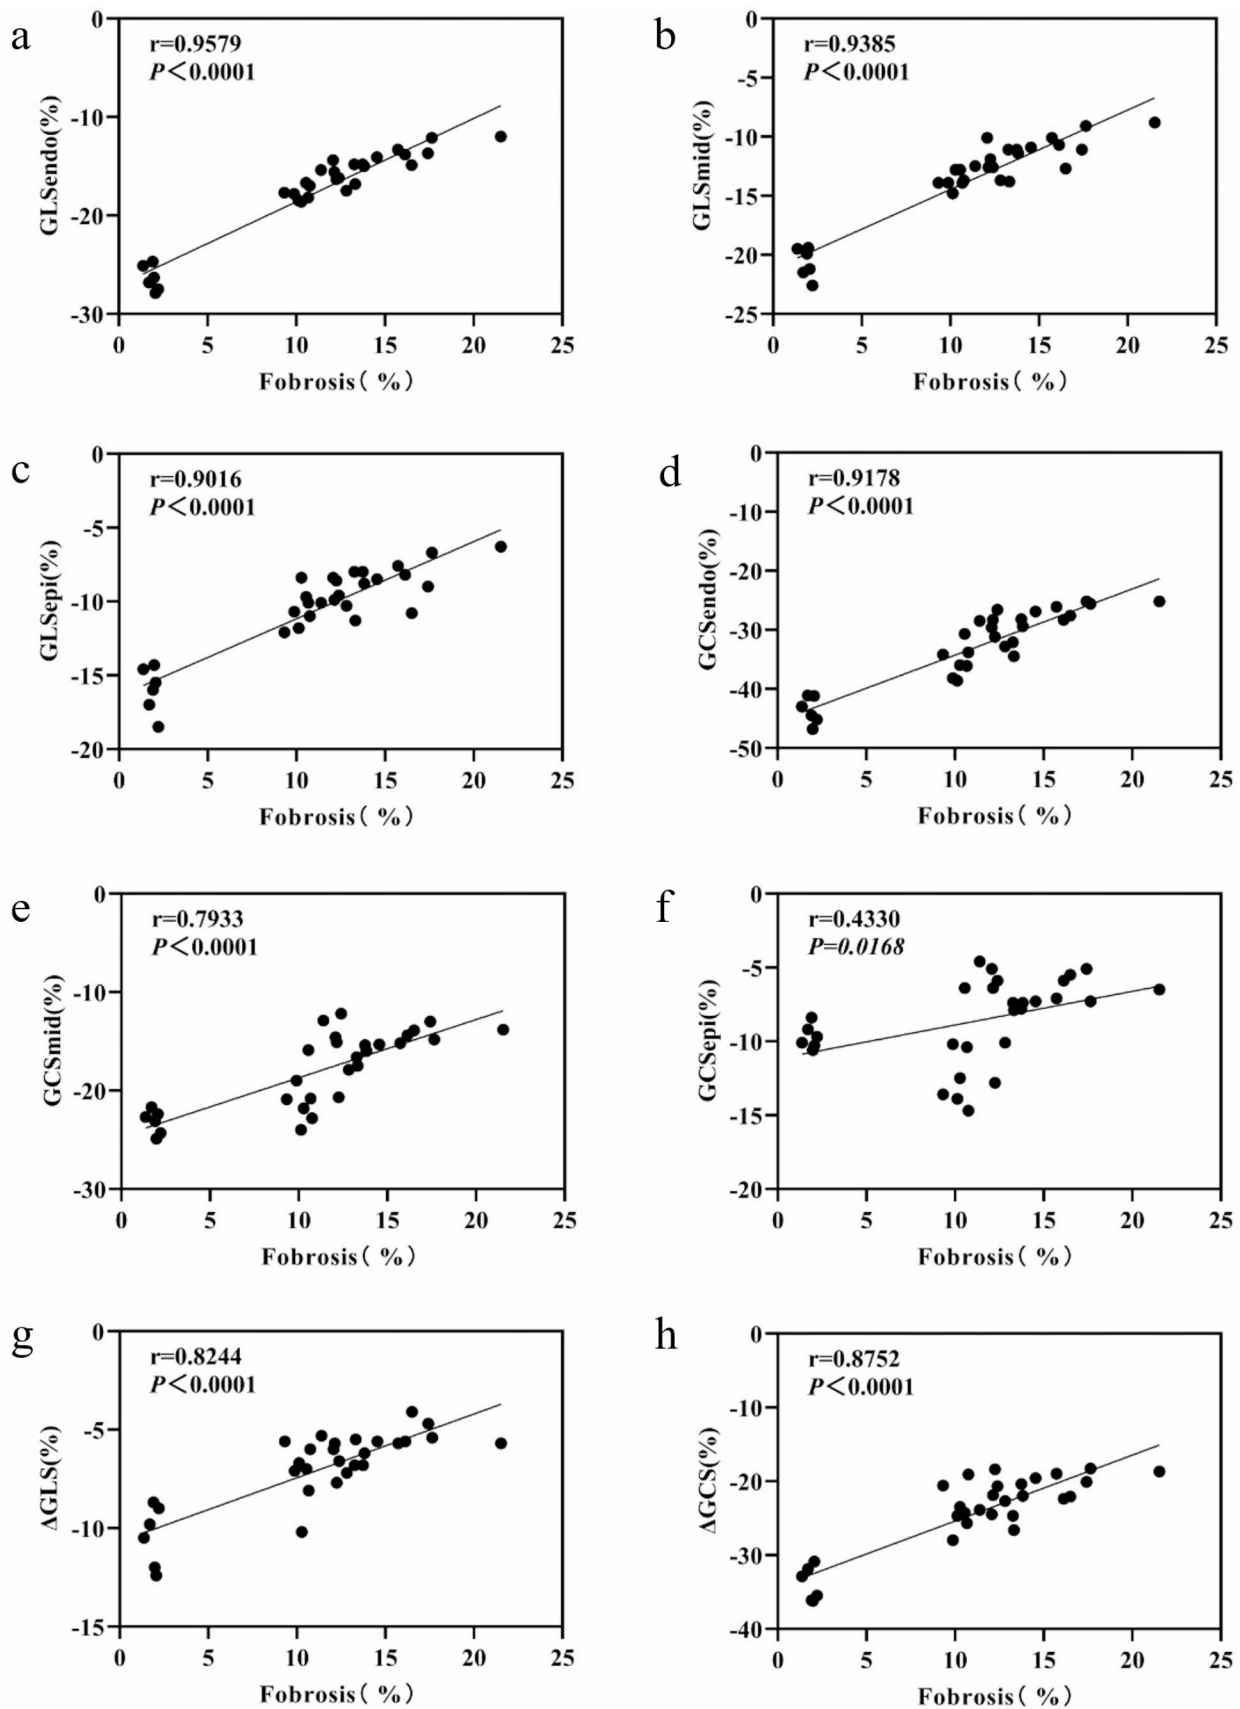 a
r=0.9579
P<0.0001
GLSendo(%)
0
-10
-20
-30
0 5 10 15 20 25
Fobrosis( %)
b
r=0.9385
P<0.0001
GLSmid(%)
0
-5
-10
-15
-20
-25
0 5 10 15 20 25
Fobrosis( %)
c
r=0.9016
P<0.0001
GLSepi(%)
0
-5
-10
-15
-20
0 5 10 15 20 25
Fobrosis( %)
d
r=0.9178
P<0.0001
GCSendo(%)
0
-10
-20
-30
-40
-50
0 5 10 15 20 25
Fobrosis( %)
e
r=0.7933
P<0.0001
GCSmid(%)
0
-10
-20
-30
0 5 10 15 20 25
Fobrosis( %)
f
r=0.4330
P=0.0168
GCSepi(%)
0
-5
-10
-15
-20
0 5 10 15 20 25
Fobrosis( %)
g
r=0.8244
P<0.0001
ΔGLS(%)
0
-5
-10
-15
0 5 10 15 20 25
Fobrosis( %)
h
r=0.8752
P<0.0001
ΔGCS(%)
0
-10
-20
-30
-40
0 5 10 15 20 25
Fobrosis( %)